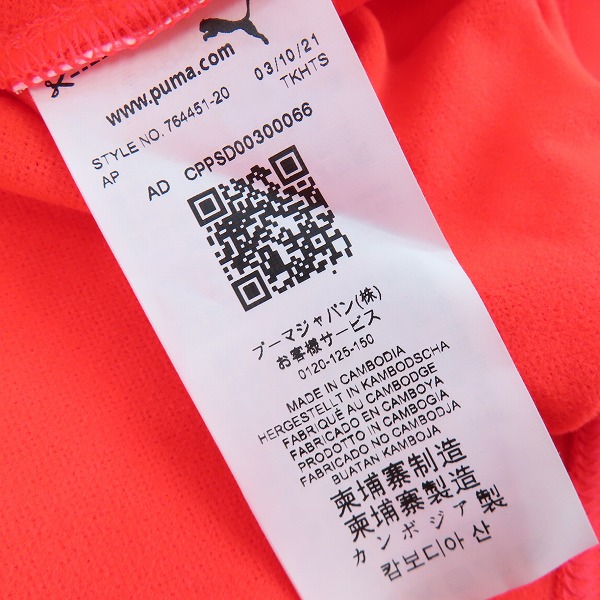 www.puma.com
03/10/21
TKHTS
STYLE NO. 764451-20
AP
AD CPPSD00300066
プーマジャパン(株)
お客様サービス
0120-125-150
MADE IN CAMBODIA
HERGESTELLT IN KAMBODSCHA
FABRIQUÉ AU CAMBODGE
FABRICADO EN CAMBOYA
PRODOTTO IN CAMBOGIA
FABRICADO NO CAMBODJA
BUATAN KAMBOJA
柬埔寨制造
柬埔寨製造
カンボジア製
캄보디아 산